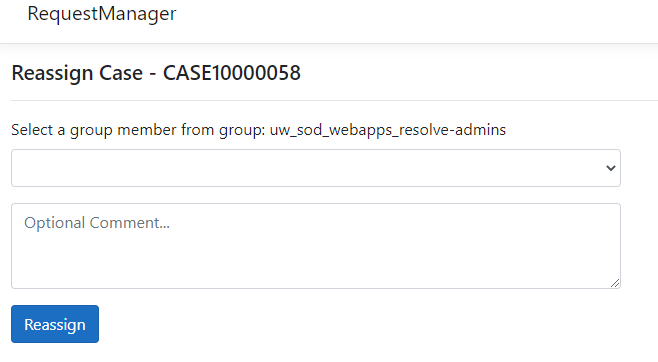 RequestManager
Reassign Case - CASE10000058
Select a group member from group: uw_sod_webapps_resolve-admins
Optional Comment...
Reassign